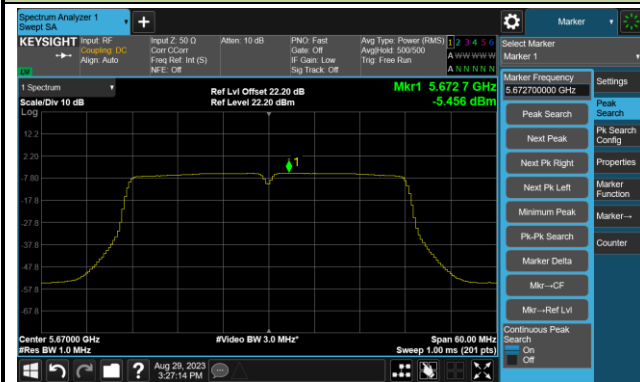 Spectrum Analyzer 1
Swept SA
+
Marker
KEYSIGHT
Input: RF
Coupling: DC
Align: Auto
Input Z: 50 Ω
Corr CCorr
Freq Ref: Int (S)
NFE: Off
Atten: 10 dB
PNO: Fast
Gate: Off
IF Gain: Low
Sig Track: Off
Avg Type: Power (RMS)
Avg|Hold: 500/500
Trig: Free Run
1 2 3 4 5 6
A W W W W W
A N N N N N
Select Marker
Marker 1
1 Spectrum
Scale/Div 10 dB
Log
Ref Lvl Offset 22.20 dB
Ref Level 22.20 dBm
Mkr1 5.672 7 GHz
-5.456 dBm
12.2
2.20
-7.80
-17.8
-27.8
-37.8
-47.8
-57.8
-67.8
1
Center 5.67000 GHz
#Res BW 1.0 MHz
#Video BW 3.0 MHz*
Span 60.00 MHz
Sweep 1.00 ms (201 pts)
Marker Frequency
5.672700000 GHz
Peak Search
Next Peak
Next Pk Right
Next Pk Left
Minimum Peak
Pk-Pk Search
Marker Delta
Mkr→CF
Mkr→Ref Lvl
Continuous Peak
Search
On
Off
Settings
Peak
Search
Pk Search
Config
Properties
Marker
Function
Marker→
Counter
?
Aug 29, 2023
3:27:14 PM